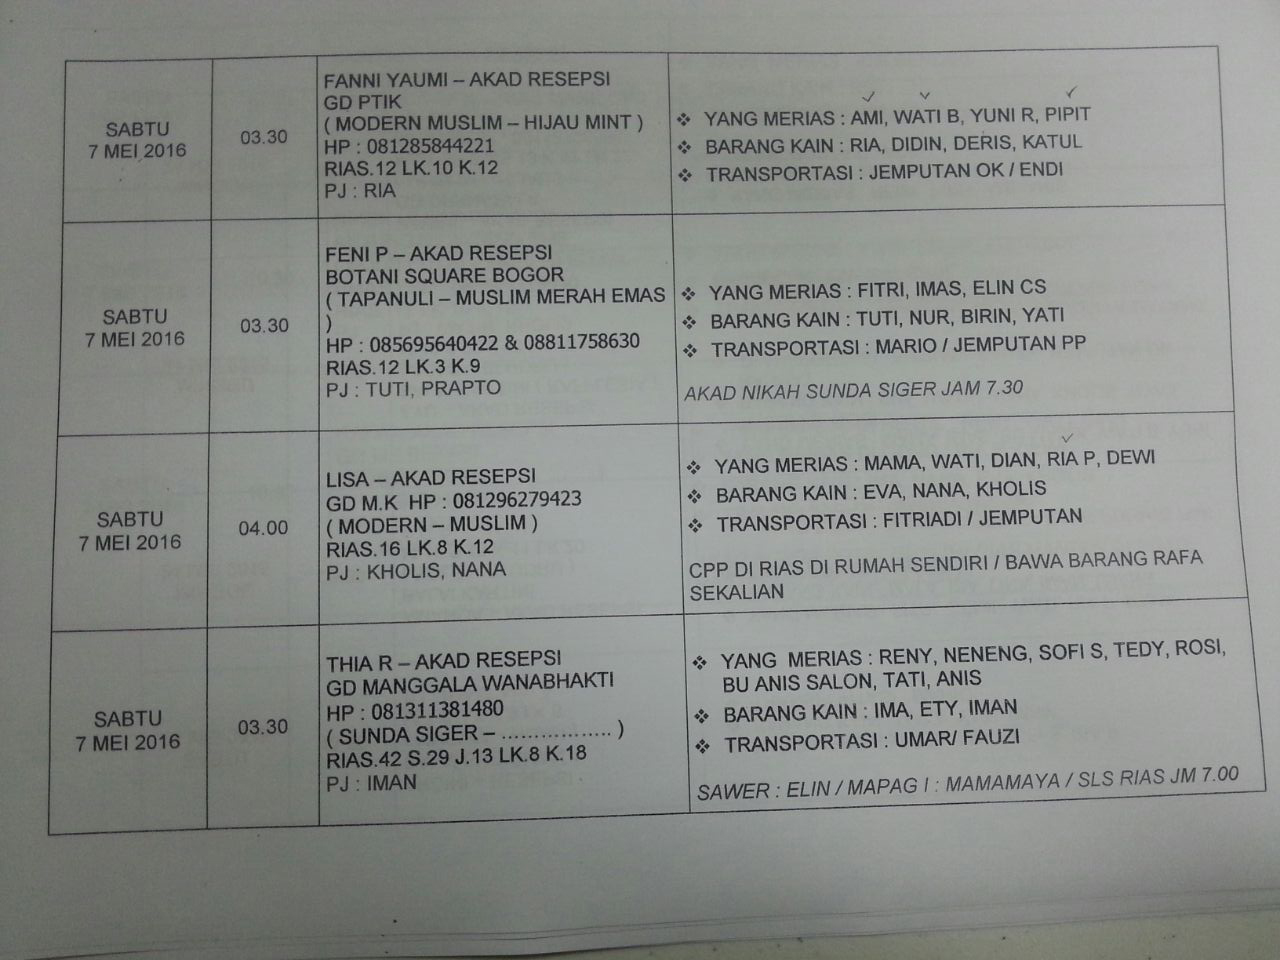 SABTU
7 MEI 2016
03.30
FANNI YAUMI – AKAD RESEPSI
GD PTIK
( MODERN MUSLIM – HIJAU MINT )
HP : 081285844221
RIAS.12 LK.10 K.12
PJ : RIA
❖ YANG MERIAS : AMI, WATI B, YUNI R, PIPIT
❖ BARANG KAIN : RIA, DIDIN, DERIS, KATUL
❖ TRANSPORTASI : JEMPUTAN OK / ENDI
SABTU
7 MEI 2016
03.30
FENI P – AKAD RESEPSI
BOTANI SQUARE BOGOR
( TAPANULI – MUSLIM MERAH EMAS
)
HP : 085695640422 & 08811758630
RIAS.12 LK.3 K.9
PJ : TUTI, PRAPTO
❖ YANG MERIAS : FITRI, IMAS, ELIN CS
❖ BARANG KAIN : TUTI, NUR, BIRIN, YATI
❖ TRANSPORTASI : MARIO / JEMPUTAN PP
AKAD NIKAH SUNDA SIGER JAM 7.30
SABTU
7 MEI 2016
04.00
LISA – AKAD RESEPSI
GD M.K HP : 081296279423
( MODERN – MUSLIM )
RIAS.16 LK.8 K.12
PJ : KHOLIS, NANA
❖ YANG MERIAS : MAMA, WATI, DIAN, RIA P, DEWI
❖ BARANG KAIN : EVA, NANA, KHOLIS
❖ TRANSPORTASI : FITRIADI / JEMPUTAN
CPP DI RIAS DI RUMAH SENDIRI / BAWA BARANG RAFA
SEKALIAN
SABTU
7 MEI 2016
03.30
THIA R – AKAD RESEPSI
GD MANGGALA WANABHAKTI
HP : 081311381480
( SUNDA SIGER – ................. )
RIAS.42 S.29 J.13 LK.8 K.18
PJ : IMAN
❖ YANG MERIAS : RENY, NENENG, SOFI S, TEDY, ROSI,
BU ANIS SALON, TATI, ANIS
❖ BARANG KAIN : IMA, ETY, IMAN
❖ TRANSPORTASI : UMAR/ FAUZI
SAWER : ELIN / MAPAG I : MAMAMAYA / SLS RIAS JM 7.00